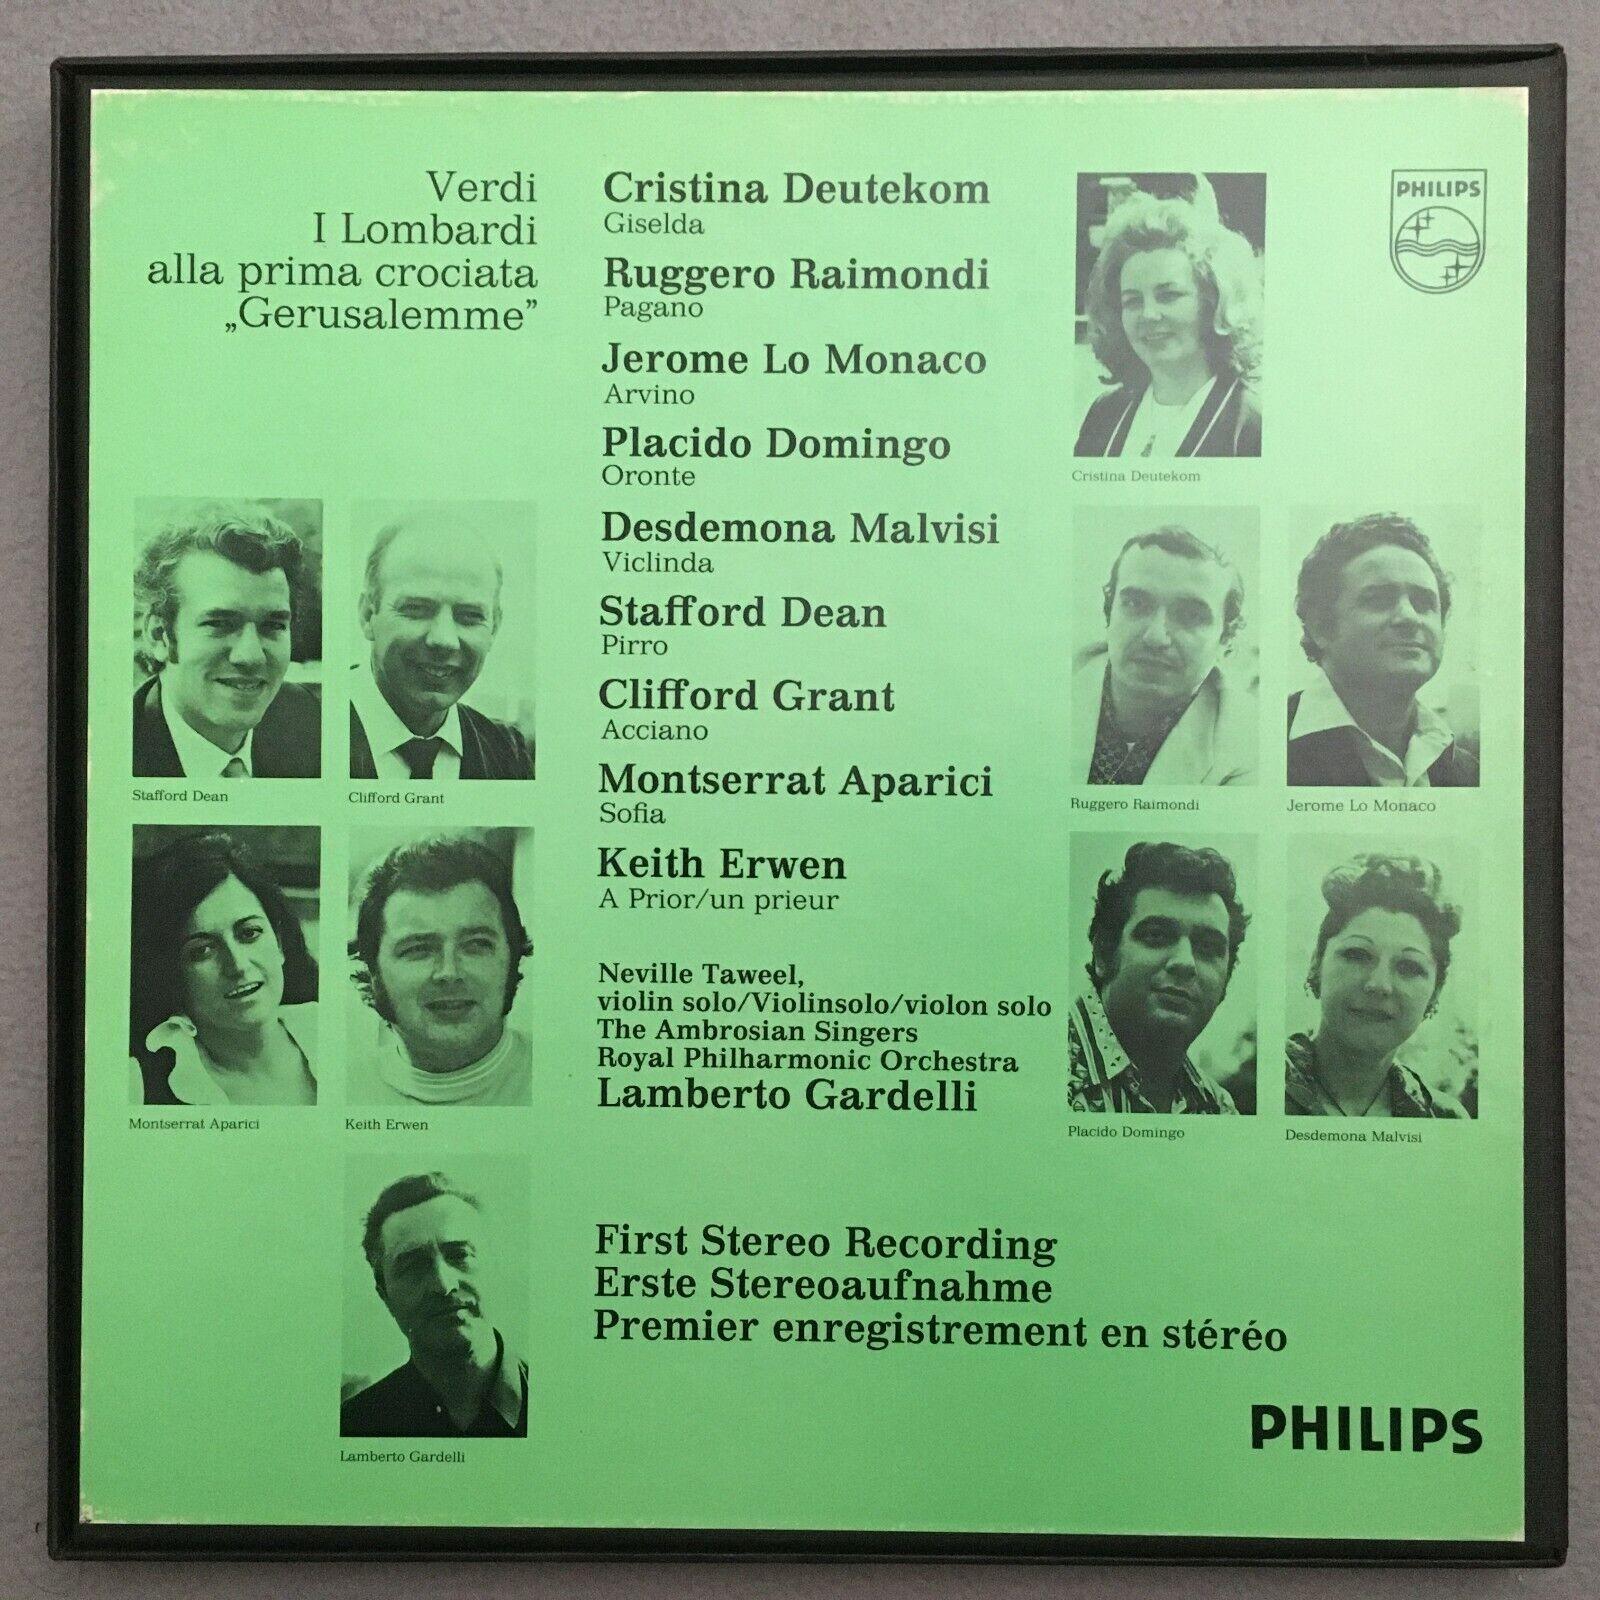 Verdi
I Lombardi
alla prima crociata
„Gerusalemme”
Cristina Deutekom
Giselda
Ruggero Raimondi
Pagano
Jerome Lo Monaco
Arvino
Placido Domingo
Oronte
Desdemona Malvisi
Viclinda
Stafford Dean
Pirro
Clifford Grant
Acciano
Montserrat Aparici
Sofia
Keith Erwen
A Prior/un prieur
Neville Taweel,
violin solo/Violinsolo/violon solo
The Ambrosian Singers
Royal Philharmonic Orchestra
Lamberto Gardelli
First Stereo Recording
Erste Stereoaufnahme
Premier enregistrement en stéréo
Stafford Dean
Clifford Grant
Montserrat Aparici
Keith Erwen
Lamberto Gardelli
PHILIPS
Cristina Deutekom
Ruggero Raimondi
Jerome Lo Monaco
Placido Domingo
Desdemona Malvisi
PHILIPS